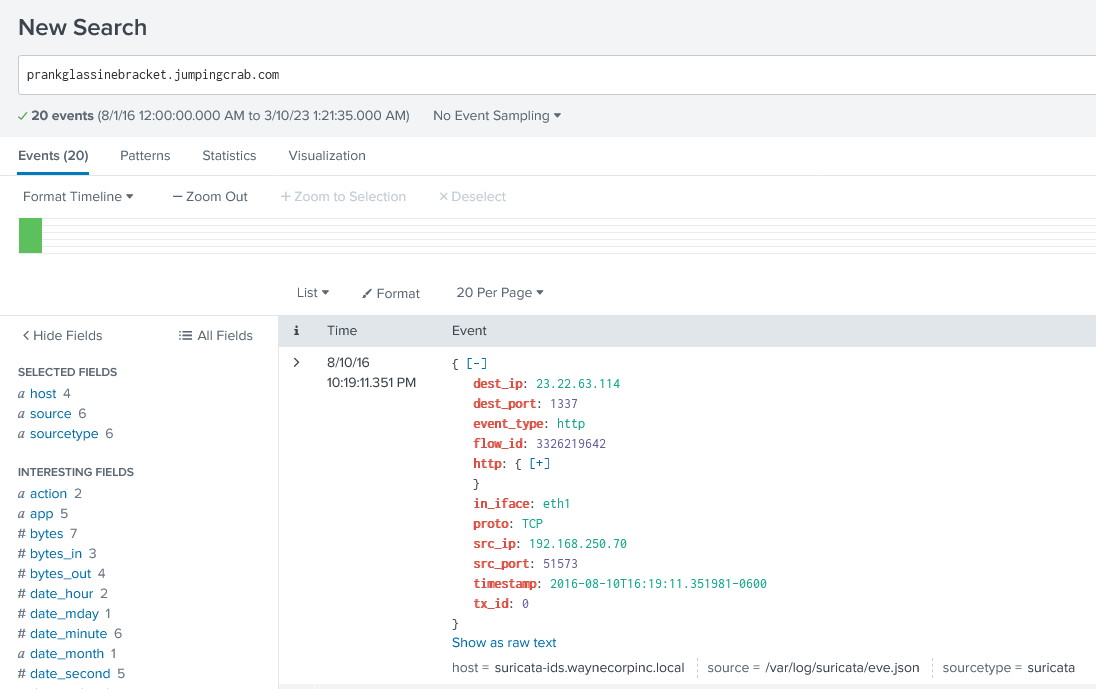 New Search
prankglassinebracket.jumpingcrab.com
✓ 20 events (8/1/16 12:00:00.000 AM to 3/10/23 1:21:35.000 AM) No Event Sampling ▾
Events (20) Patterns Statistics Visualization
Format Timeline ▾ — Zoom Out + Zoom to Selection × Deselect
List ▾ Format 20 Per Page ▾
< Hide Fields All Fields
i Time Event
SELECTED FIELDS
a host 4
a source 6
a sourcetype 6
INTERESTING FIELDS
a action 2
a app 5
# bytes 7
# bytes_in 3
# bytes_out 4
# date_hour 2
# date_mday 1
# date_minute 6
a date_month 1
# date_second 5
> 8/10/16
10:19:11.351 PM
{ [-]
dest_ip: 23.22.63.114
dest_port: 1337
event_type: http
flow_id: 3326219642
http: { [+]
}
in_iface: eth1
proto: TCP
src_ip: 192.168.250.70
src_port: 51573
timestamp: 2016-08-10T16:19:11.351981-0600
tx_id: 0
}
Show as raw text
host = suricata-ids.waynecorpinc.local source = /var/log/suricata/eve.json sourcetype = suricata